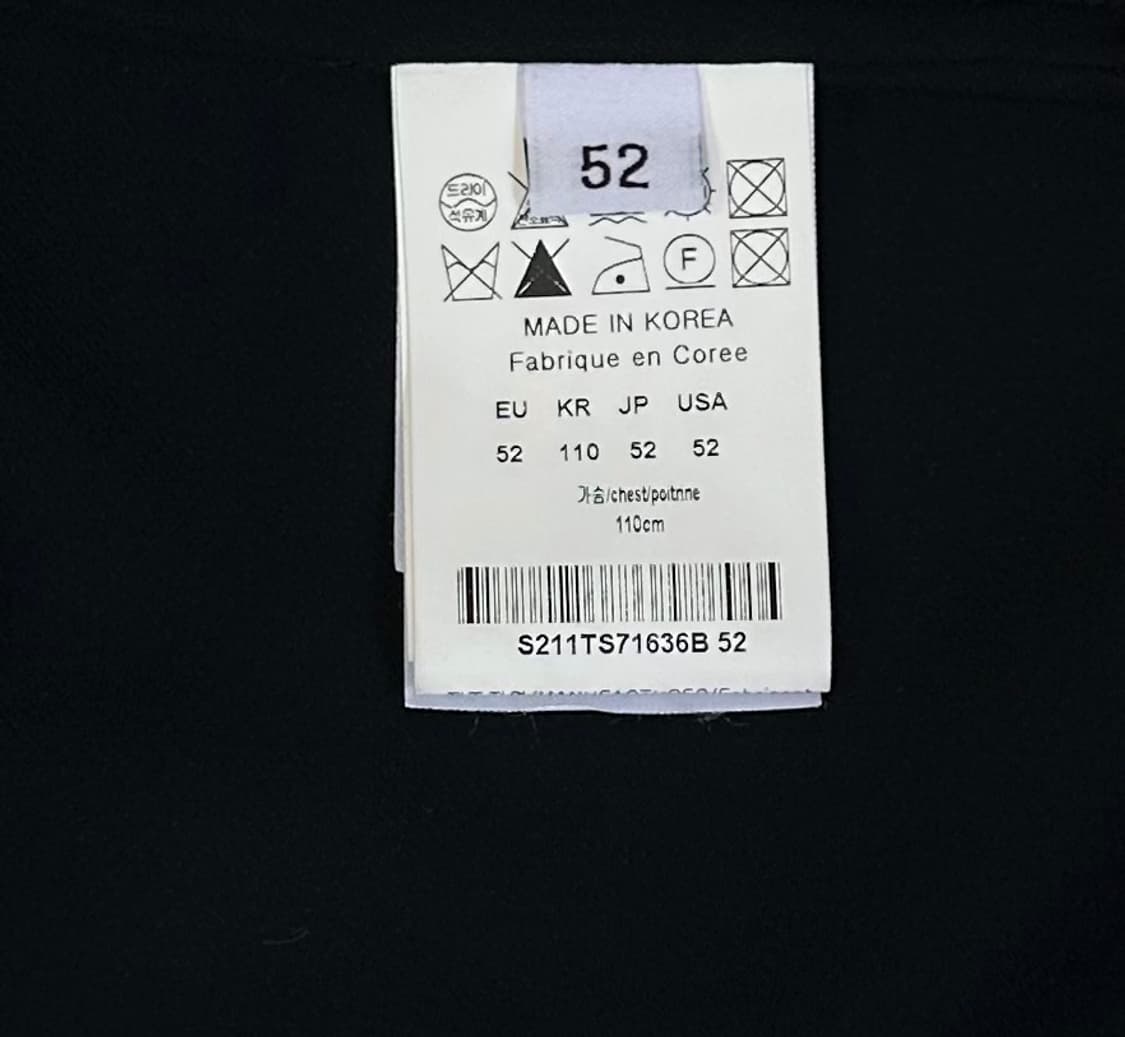 52
드라이
석유계
F
MADE IN KOREA
Fabrique en Coree
EU KR JP USA
52 110 52 52
가슴/chest/poitrine
110cm
S211TS71636B 52